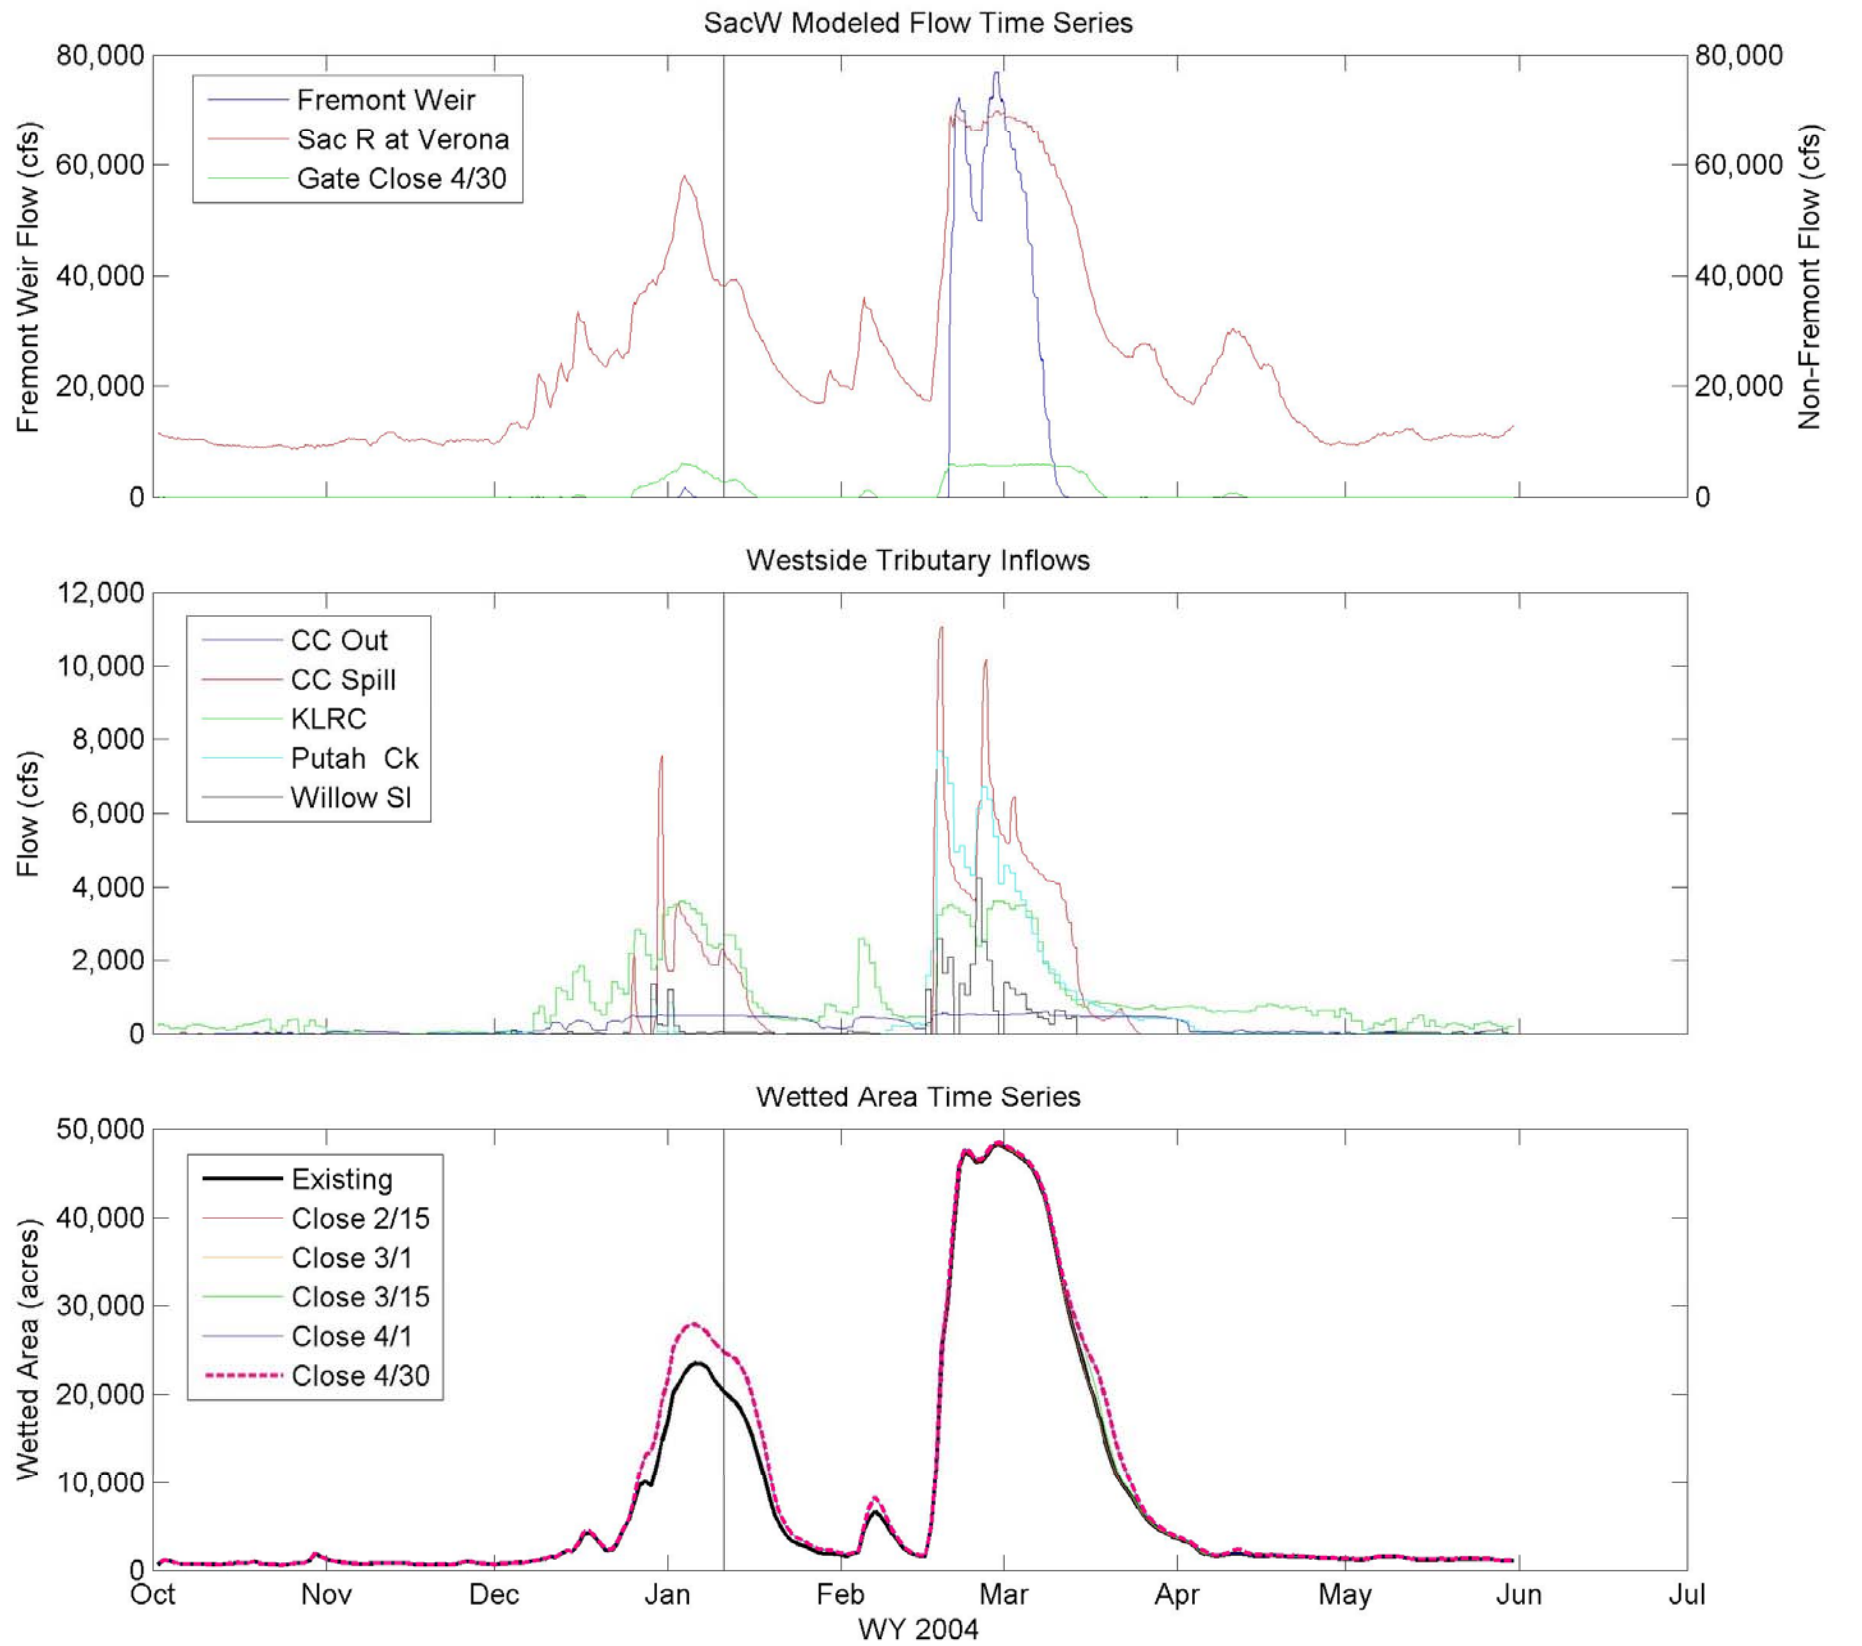 SacW Modeled Flow Time Series
80,000
60,000
40,000
20,000
0
Fremont Weir Flow (cfs)
Fremont Weir
Sac R at Verona
Gate Close 4/30
80,000
60,000
40,000
20,000
0
Non-Fremont Flow (cfs)
Westside Tributary Inflows
12,000
10,000
8,000
6,000
4,000
2,000
0
Flow (cfs)
CC Out
CC Spill
KLRC
Putah Ck
Willow Sl
Wetted Area Time Series
50,000
40,000
30,000
20,000
10,000
0
Wetted Area (acres)
Existing
Close 2/15
Close 3/1
Close 3/15
Close 4/1
Close 4/30
Oct Nov Dec Jan Feb Mar Apr May Jun Jul
WY 2004